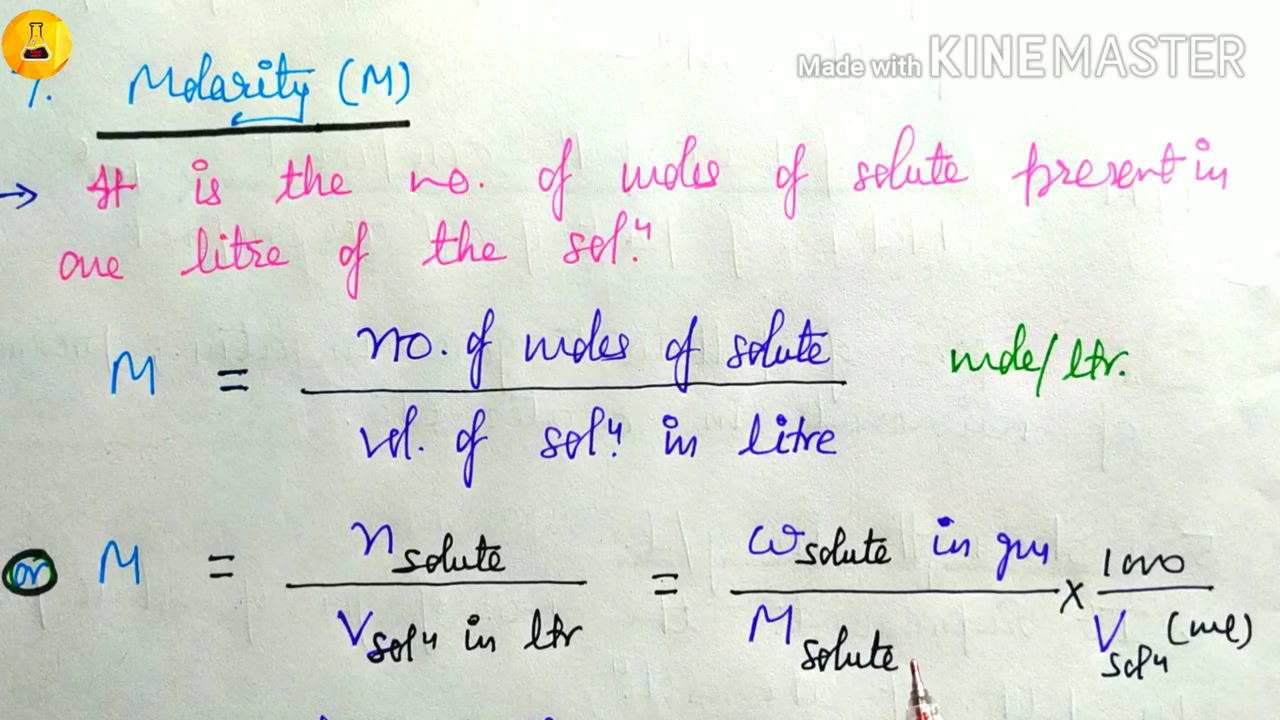 Made with KINEMASTER
7. Molarity (M)
→ It is the no. of moles of solute present in
one litre of the solⁿ.
M = no. of moles of solute / vol. of solⁿ. in litre mole/ltr.
or M = n solute / V solⁿ in ltr = w solute in gm / M solute × 1000 / V solⁿ (ml)